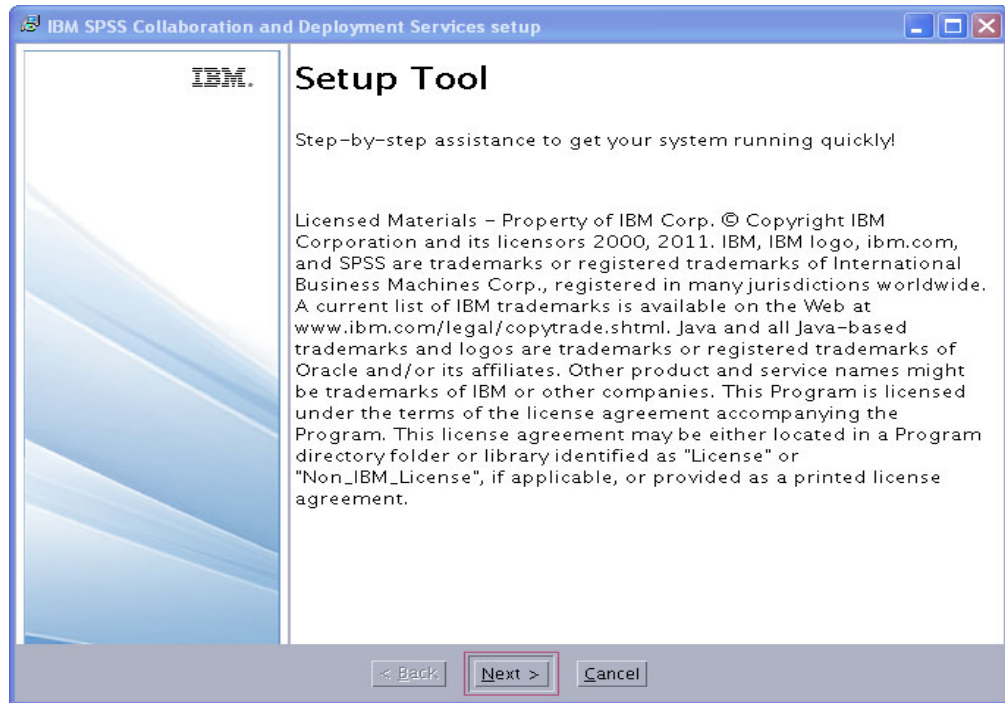 IBM SPSS Collaboration and Deployment Services setup
IBM.
Setup Tool
Step-by-step assistance to get your system running quickly!
Licensed Materials - Property of IBM Corp. © Copyright IBM
Corporation and its licensors 2000, 2011. IBM, IBM logo, ibm.com,
and SPSS are trademarks or registered trademarks of International
Business Machines Corp., registered in many jurisdictions worldwide.
A current list of IBM trademarks is available on the Web at
www.ibm.com/legal/copytrade.shtml. Java and all Java-based
trademarks and logos are trademarks or registered trademarks of
Oracle and/or its affiliates. Other product and service names might
be trademarks of IBM or other companies. This Program is licensed
under the terms of the license agreement accompanying the
Program. This license agreement may be either located in a Program
directory folder or library identified as "License" or
"Non_IBM_License", if applicable, or provided as a printed license
agreement.
< Back Next > Cancel